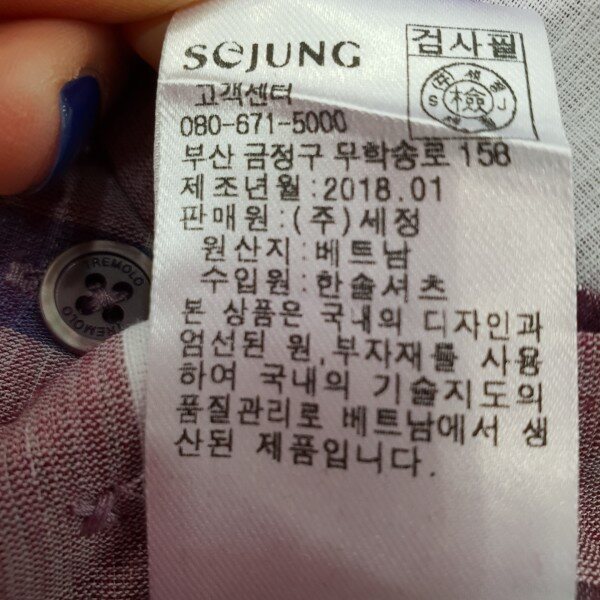 SeJUNG
검사필
고객센터
080-671-5000
檢
S
J
부산 금정구 무학송로 158
제조년월:2018.01
판매원:(주)세정
원산지:베트남
수입원:한솔셔츠
본 상품은 국내의 디자인과
엄선된 원,부자재를 사용
하여 국내의 기술지도의
품질관리로 베트남에서 생
산된 제품입니다.
TREMOLO
TREMOLO